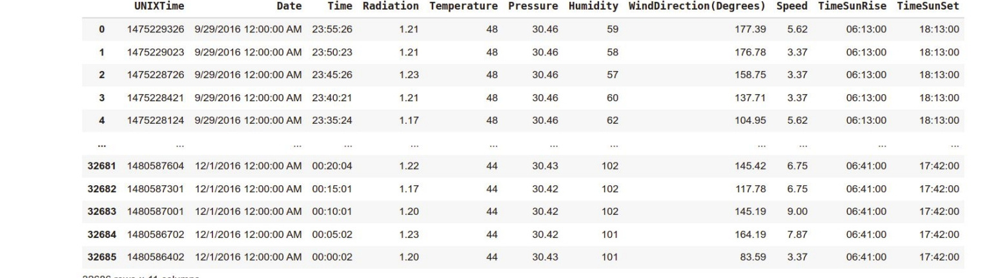 UNIXTime Date Time Radiation Temperature Pressure Humidity WindDirection(Degrees) Speed TimeSunRise TimeSunSet
0 1475229326 9/29/2016 12:00:00 AM 23:55:26 1.21 48 30.46 59 177.39 5.62 06:13:00 18:13:00
1 1475229023 9/29/2016 12:00:00 AM 23:50:23 1.21 48 30.46 58 176.78 3.37 06:13:00 18:13:00
2 1475228726 9/29/2016 12:00:00 AM 23:45:26 1.23 48 30.46 57 158.75 3.37 06:13:00 18:13:00
3 1475228421 9/29/2016 12:00:00 AM 23:40:21 1.21 48 30.46 60 137.71 3.37 06:13:00 18:13:00
4 1475228124 9/29/2016 12:00:00 AM 23:35:24 1.17 48 30.46 62 104.95 5.62 06:13:00 18:13:00
... ... ... ... ... ... ... ... ... ... ... ...
32681 1480587604 12/1/2016 12:00:00 AM 00:20:04 1.22 44 30.43 102 145.42 6.75 06:41:00 17:42:00
32682 1480587301 12/1/2016 12:00:00 AM 00:15:01 1.17 44 30.42 102 117.78 6.75 06:41:00 17:42:00
32683 1480587001 12/1/2016 12:00:00 AM 00:10:01 1.20 44 30.42 102 145.19 9.00 06:41:00 17:42:00
32684 1480586702 12/1/2016 12:00:00 AM 00:05:02 1.23 44 30.42 101 164.19 7.87 06:41:00 17:42:00
32685 1480586402 12/1/2016 12:00:00 AM 00:00:02 1.20 44 30.43 101 83.59 3.37 06:41:00 17:42:00